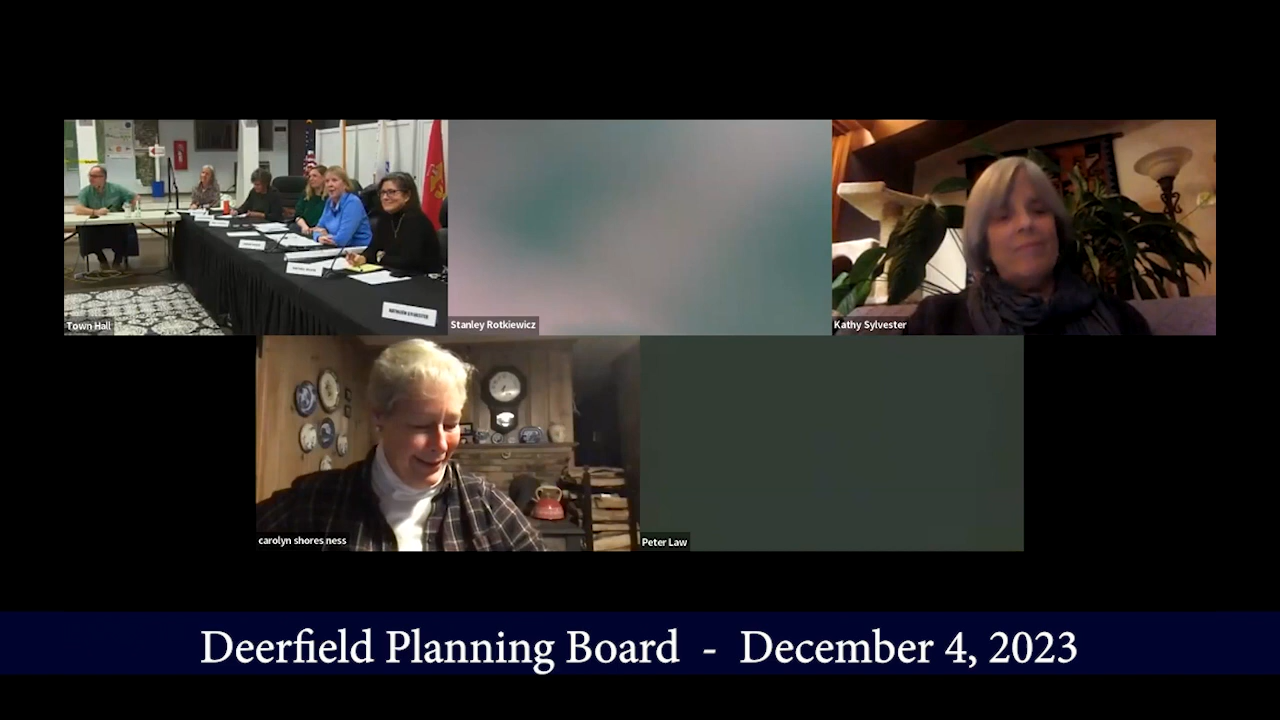 Town Hall
Stanley Rotkiewicz
Kathy Sylvester
carolyn shores ness
Peter Law
Deerfield Planning Board - December 4, 2023